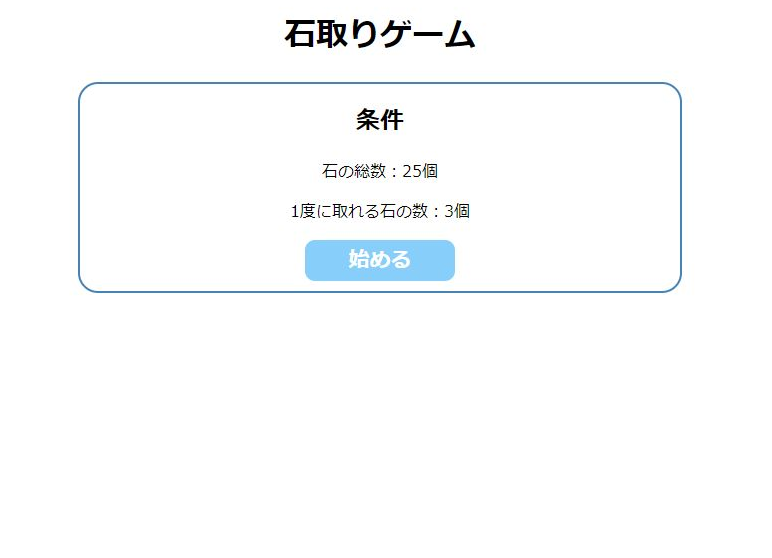 石取りゲーム
条件
石の総数：25個
1度に取れる石の数：3個
始める